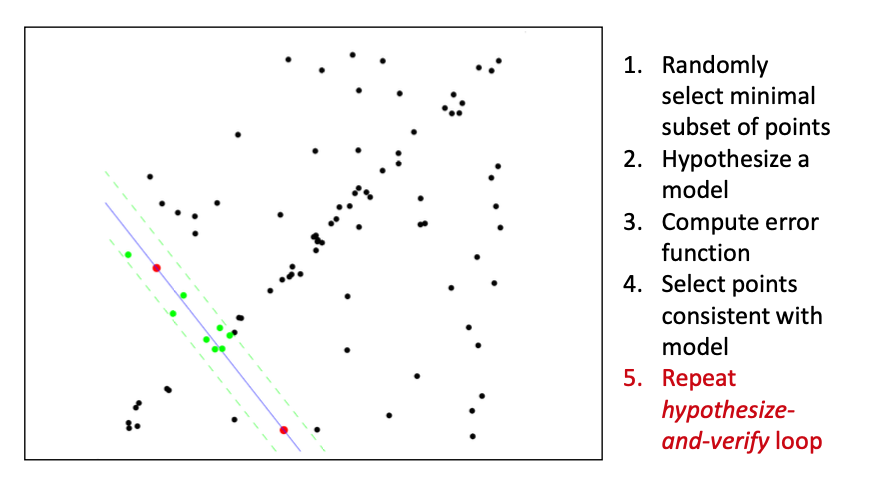 1. Randomly
select minimal
subset of points
2. Hypothesize a
model
3. Compute error
function
4. Select points
consistent with
model
5. Repeat
hypothesize-
and-verify loop